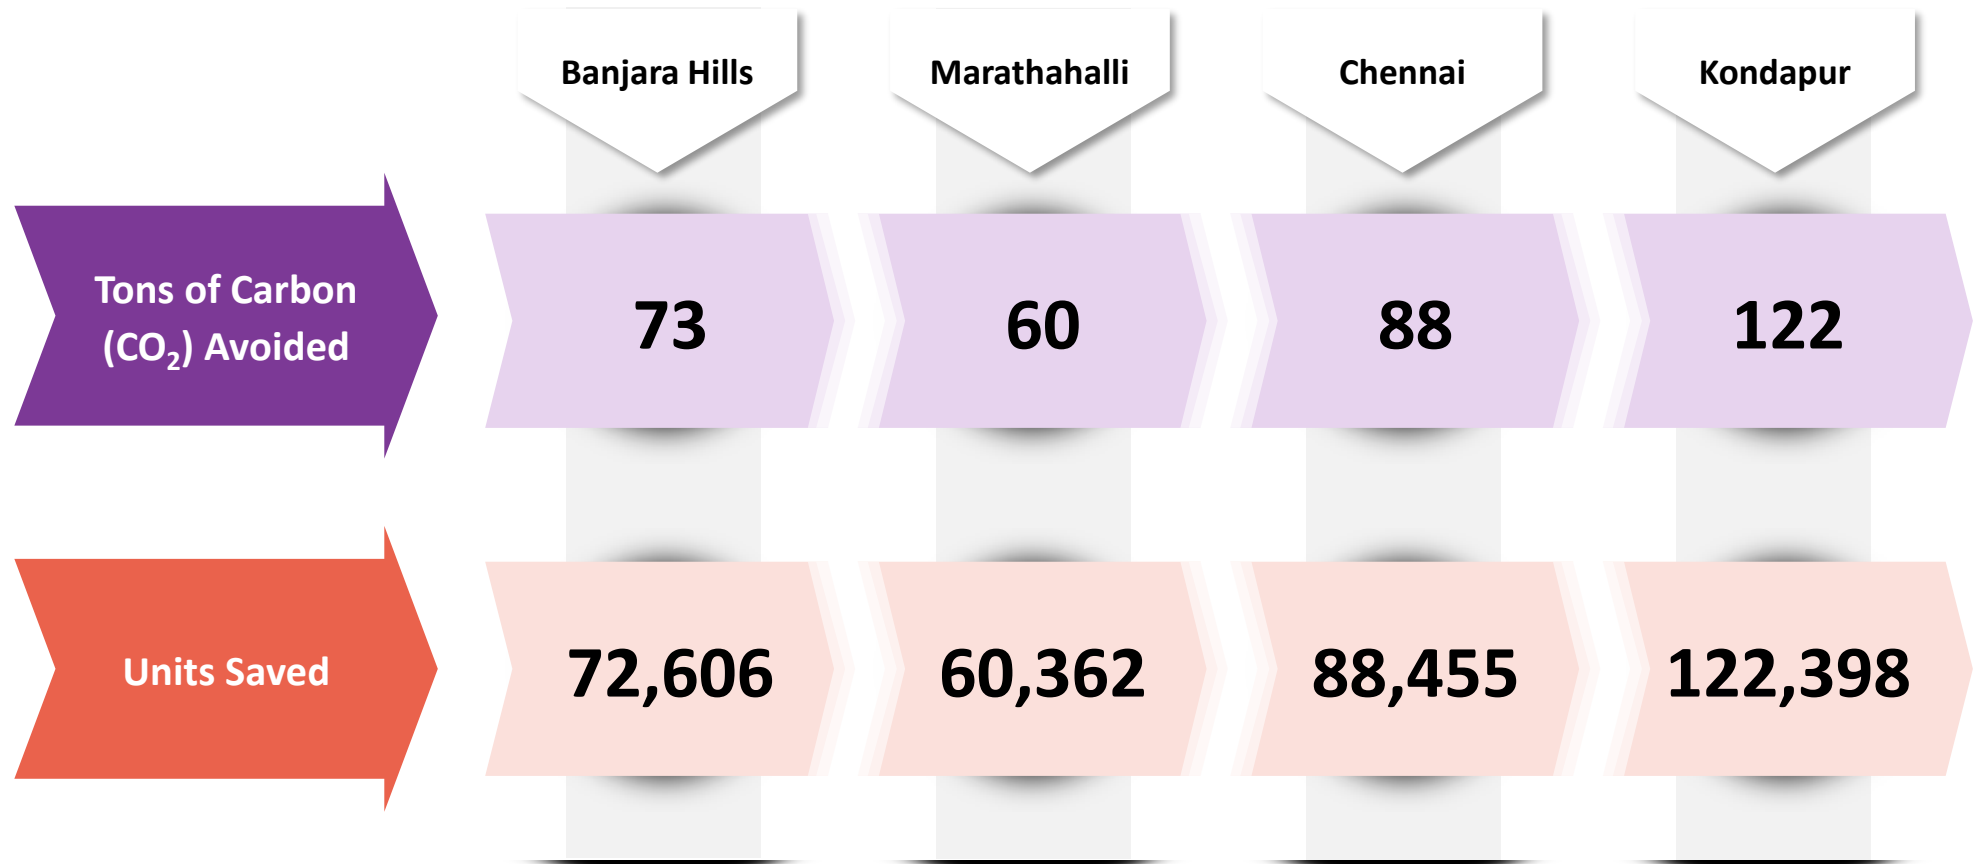 Banjara Hills Marathahalli Chennai Kondapur
Tons of Carbon
(CO₂) Avoided
73 60 88 122
Units Saved
72,606 60,362 88,455 122,398